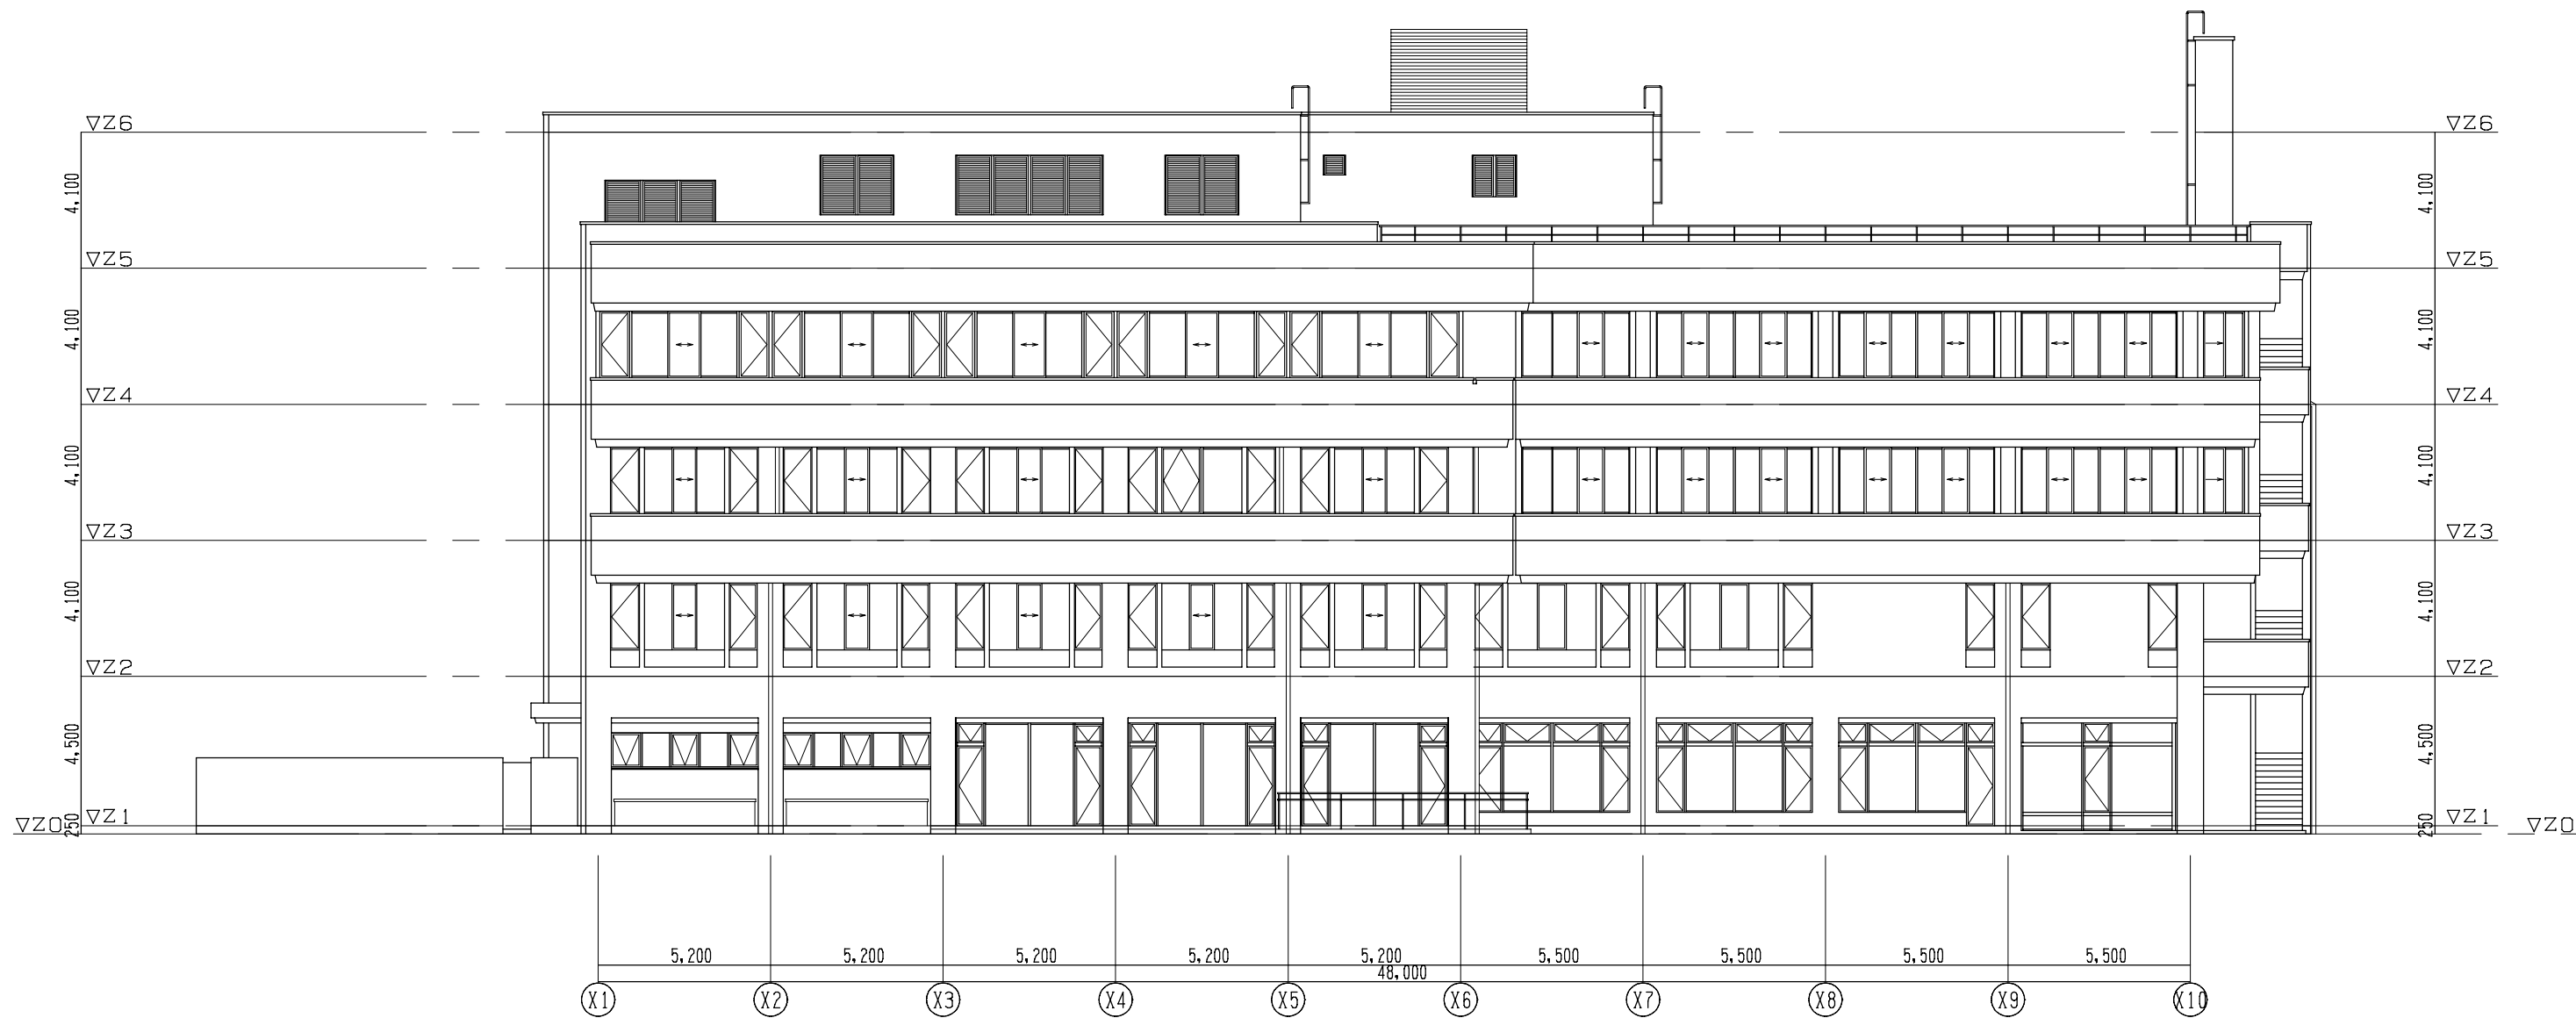 ▽Z6 ▽Z6
4,100 4,100
▽Z5 ▽Z5
4,100 4,100
▽Z4 ▽Z4
4,100 4,100
▽Z3 ▽Z3
4,100 4,100
▽Z2 ▽Z2
4,500 4,500
▽Z0 250 ▽Z1 250 ▽Z1 ▽Z0
5,200 5,200 5,200 5,200 5,200 5,500 5,500 5,500 5,500
48,000
X1 X2 X3 X4 X5 X6 X7 X8 X9 X10